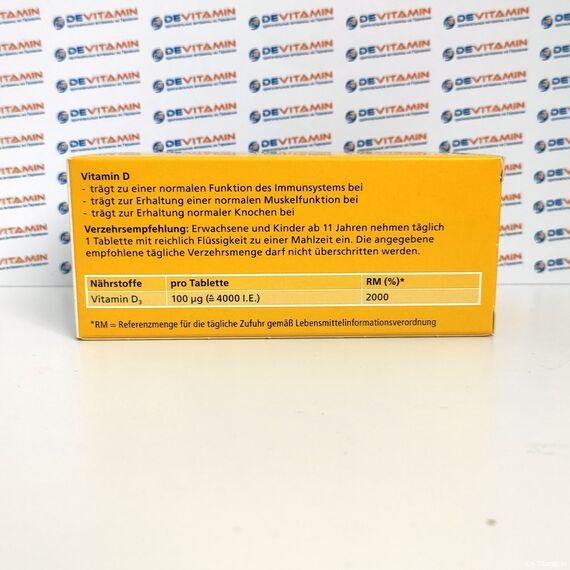 DEVITAMIN
Vitamin D
- trägt zu einer normalen Funktion des Immunsystems bei
- trägt zur Erhaltung einer normalen Muskelfunktion bei
- trägt zur Erhaltung normaler Knochen bei
Verzehrsempfehlung: Erwachsene und Kinder ab 11 Jahren nehmen täglich
1 Tablette mit reichlich Flüssigkeit zu einer Mahlzeit ein. Die angegebene
empfohlene tägliche Verzehrsmenge darf nicht überschritten werden.
Nährstoffe pro Tablette RM (%)*
Vitamin D₃ 100 µg (≙ 4000 I.E.) 2000
*RM = Referenzmenge für die tägliche Zufuhr gemäß Lebensmittelinformationsverordnung